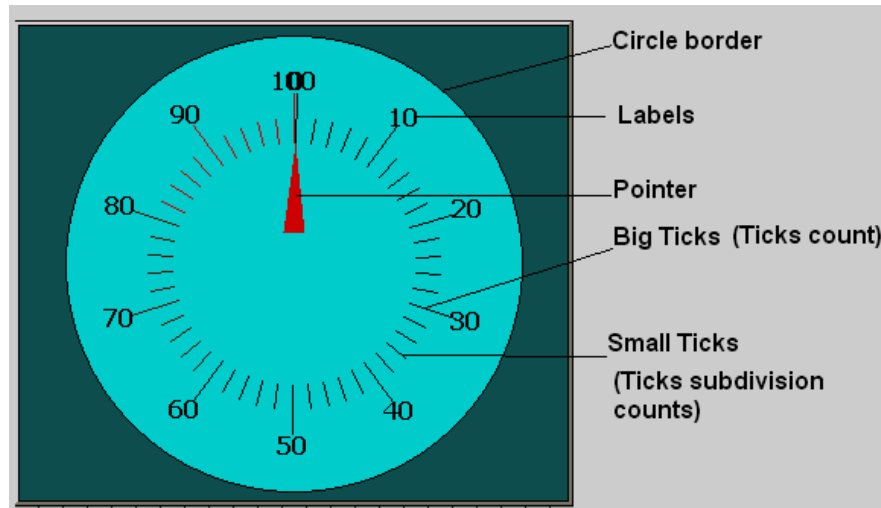 Circle border
100
0
10
Labels
90
Pointer
80
20
Big Ticks (Ticks count)
70
30
Small Ticks
(Ticks subdivision
counts)
60
40
50